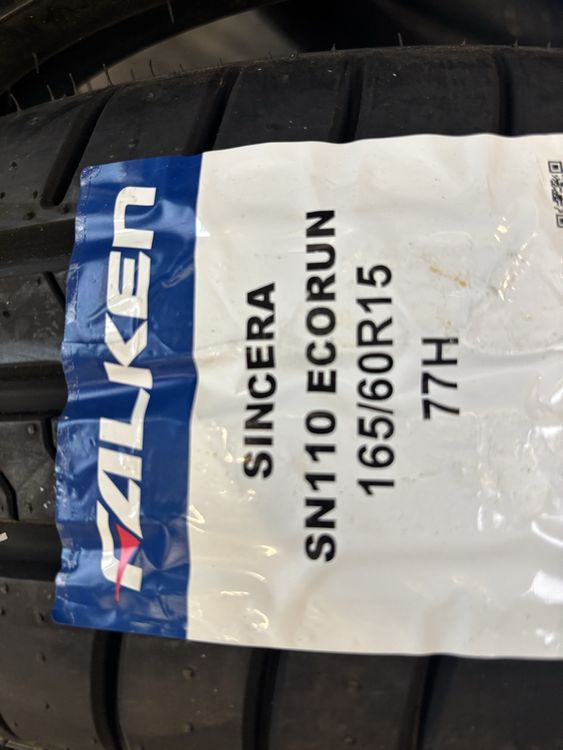 FALKEN
SINCERA
SN110 ECORUN
165/60R15
77H